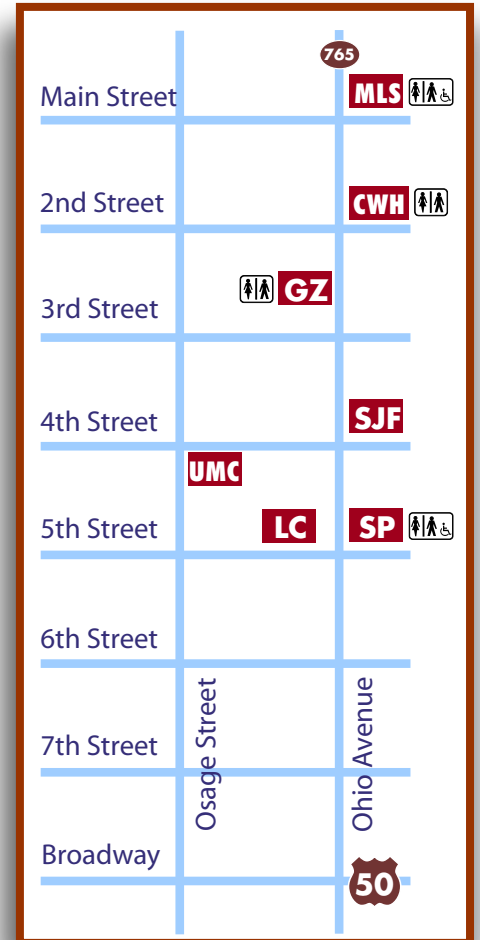 765
Main Street
MLS
2nd Street
CWH
GZ
3rd Street
4th Street
SJF
UMC
5th Street
LC
SP
6th Street
7th Street
Osage Street
Ohio Avenue
Broadway
50